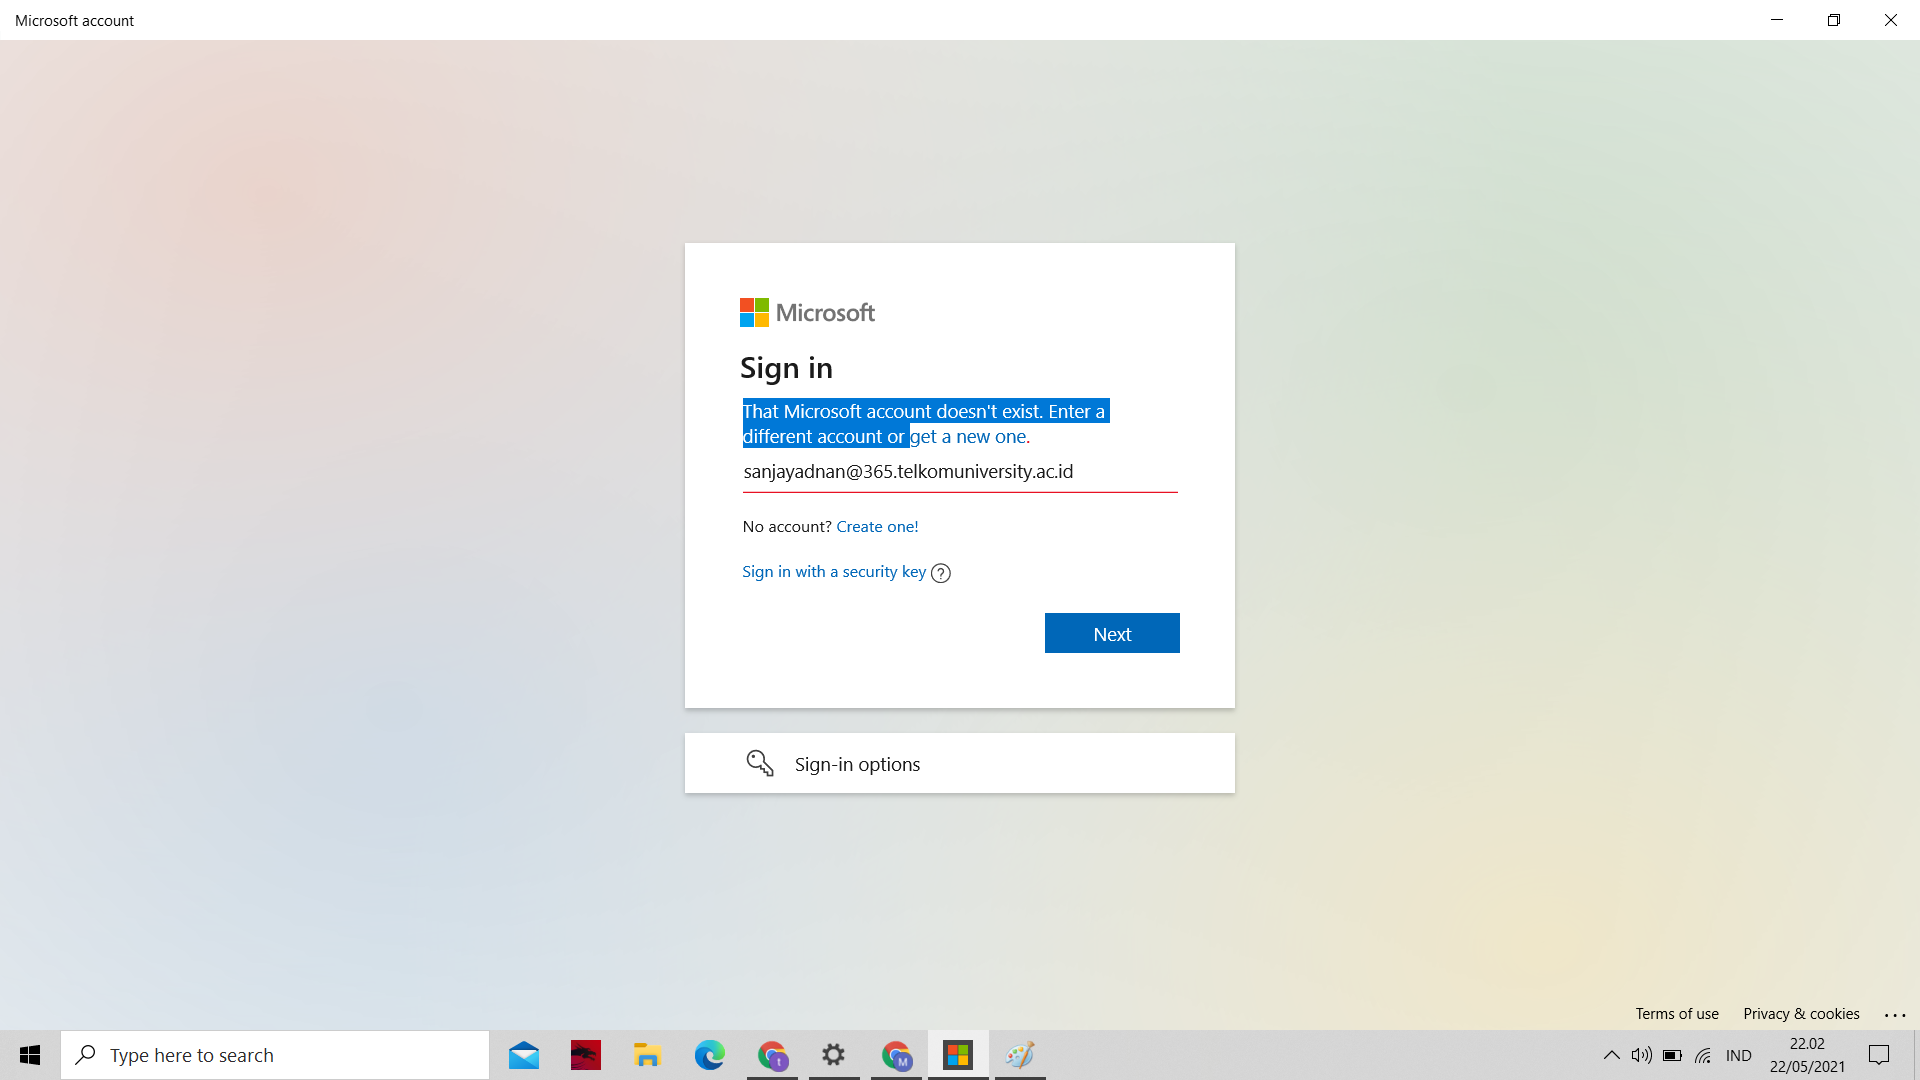 Microsoft account
Microsoft
Sign in
That Microsoft account doesn't exist. Enter a
different account or get a new one.
sanjayadnan@365.telkomuniversity.ac.id
No account? Create one!
Sign in with a security key ?
Next
Sign-in options
Terms of use Privacy & cookies ...
Type here to search
t
M
IND
22.02
22/05/2021